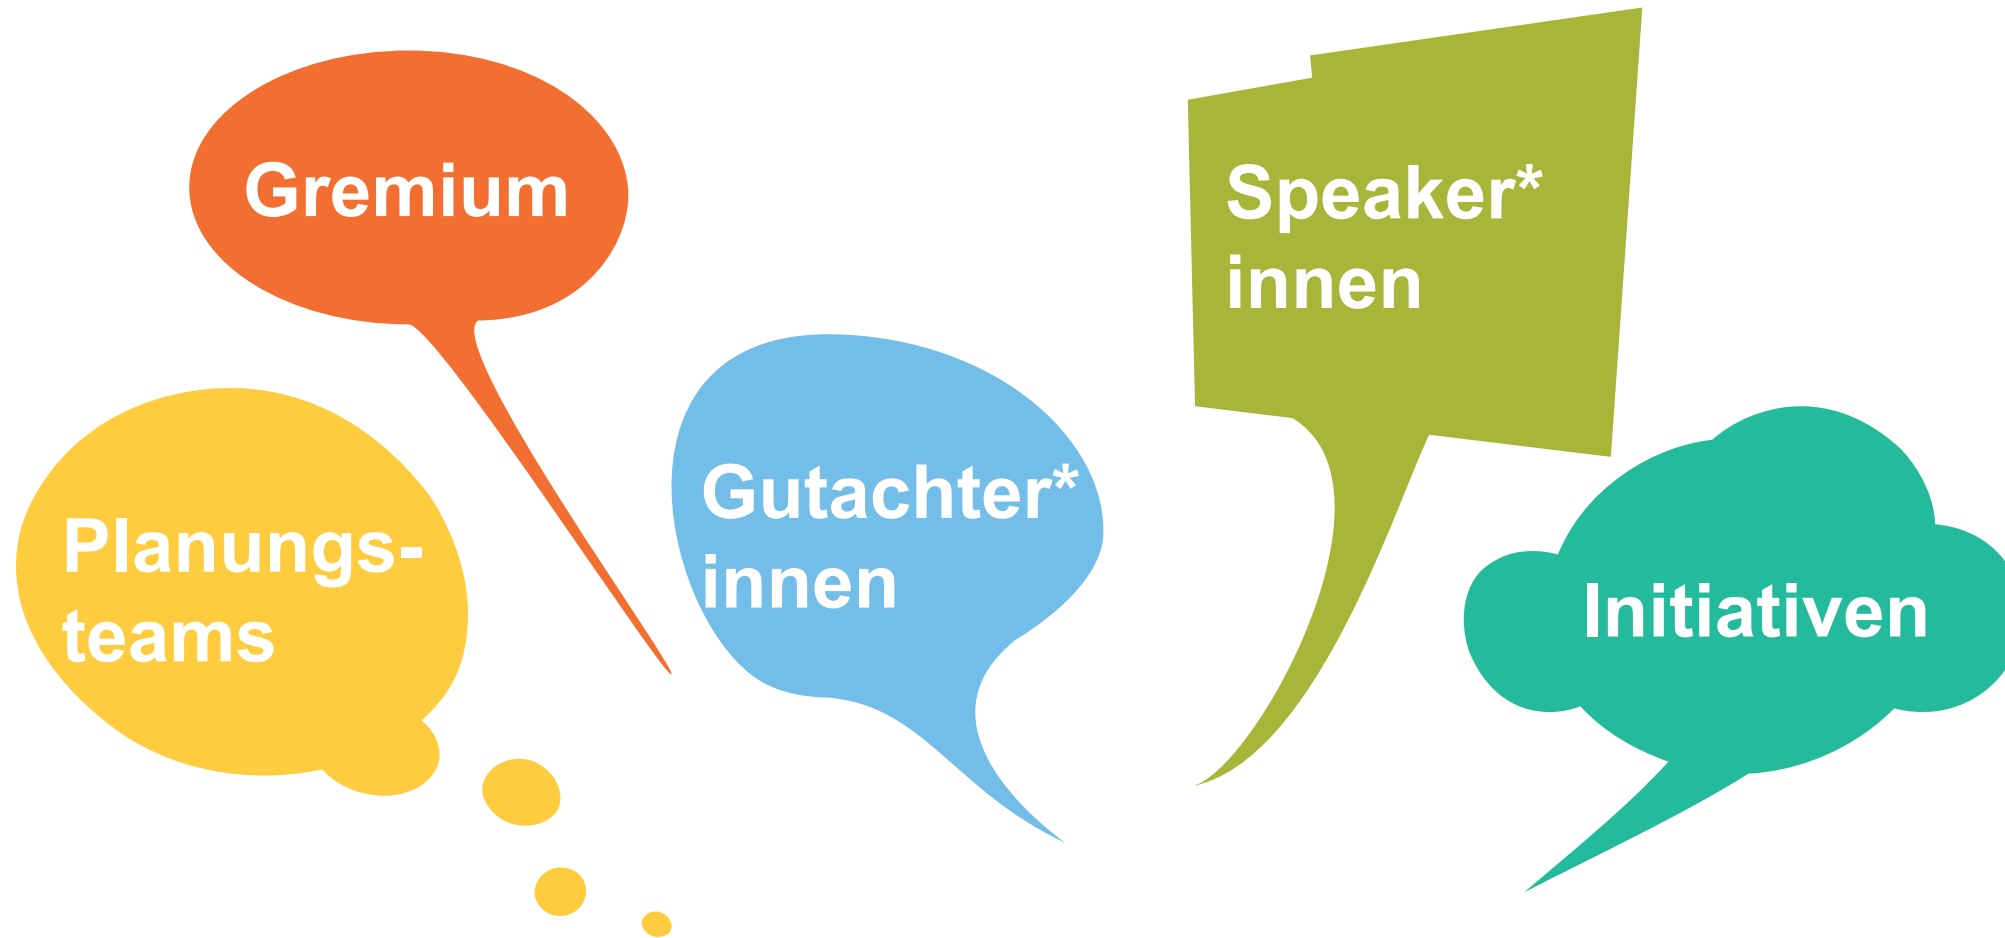 Gremium
Speaker*
innen
Gutachter*
innen
Planungs-
teams
Initiativen